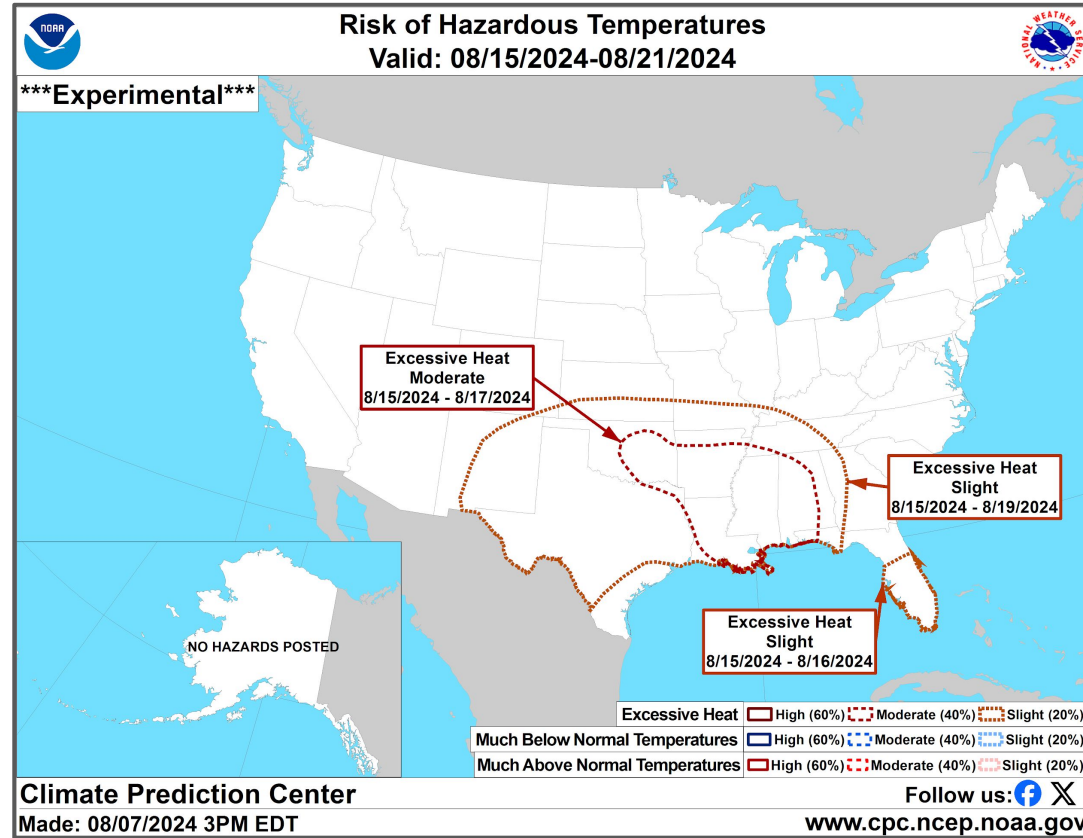 NOAA
Risk of Hazardous Temperatures
Valid: 08/15/2024-08/21/2024
NATIONAL WEATHER SERVICE
***Experimental***
Excessive Heat
Moderate
8/15/2024 - 8/17/2024
Excessive Heat
Slight
8/15/2024 - 8/19/2024
Excessive Heat
Slight
8/15/2024 - 8/16/2024
NO HAZARDS POSTED
Excessive Heat High (60%) Moderate (40%) Slight (20%)
Much Below Normal Temperatures High (60%) Moderate (40%) Slight (20%)
Much Above Normal Temperatures High (60%) Moderate (40%) Slight (20%)
Climate Prediction Center
Follow us:
Made: 08/07/2024 3PM EDT
www.cpc.ncep.noaa.gov